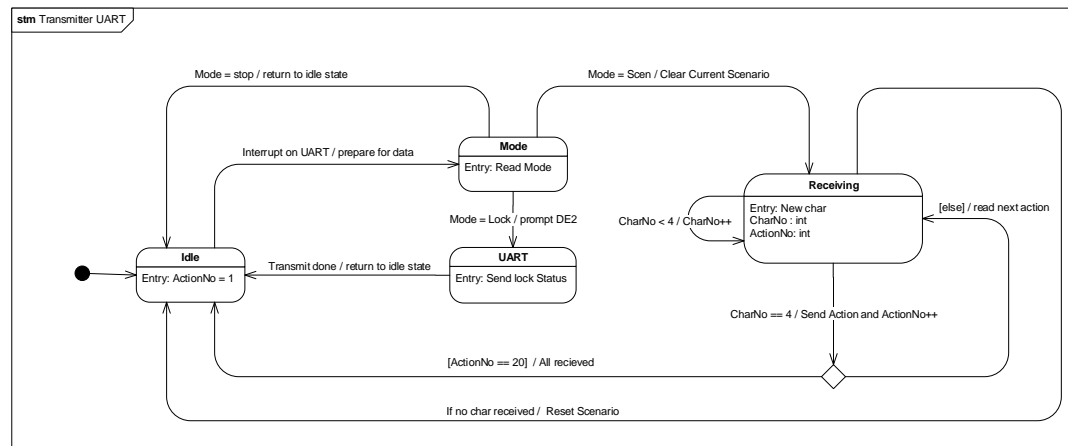 stm Transmitter UART
Mode = stop / return to idle state
Mode = Scen / Clear Current Scenario
Mode
Entry: Read Mode
Interrupt on UART / prepare for data
Receiving
Entry: New char
CharNo : int
ActionNo: int
CharNo < 4 / CharNo++
[else] / read next action
Mode = Lock / prompt DE2
Idle
Entry: ActionNo = 1
Transmit done / return to idle state
UART
Entry: Send lock Status
CharNo == 4 / Send Action and ActionNo++
[ActionNo == 20] / All recieved
If no char received / Reset Scenario